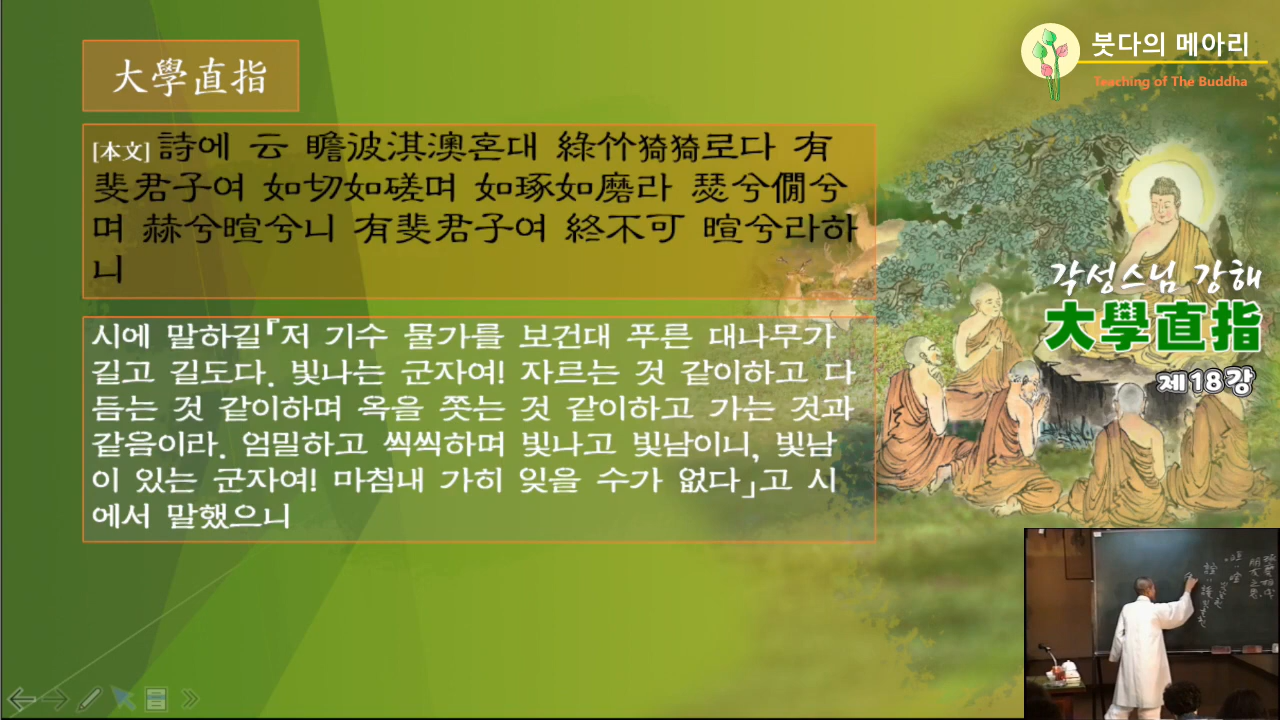 大學直指
[本文] 詩에 云 瞻波淇澳혼대 綠竹猗猗로다 有
斐君子여 如切如磋며 如琢如磨라 瑟兮僩兮
며 赫兮暄兮니 有斐君子여 終不可 暄兮라하
니
시에 말하길『저 기수 물가를 보건대 푸른 대나무가
길고 길도다. 빛나는 군자여! 자르는 것 같이하고 다
듬는 것 같이하며 옥을 쫏는 것 같이하고 가는 것과
같음이라. 엄밀하고 씩씩하며 빛나고 빛남이니, 빛남
이 있는 군자여! 마침내 가히 잊을 수가 없다」고 시
에서 말했으니
붓다의 메아리
Teaching of The Buddha
각성스님 강해
大學直指
제18강